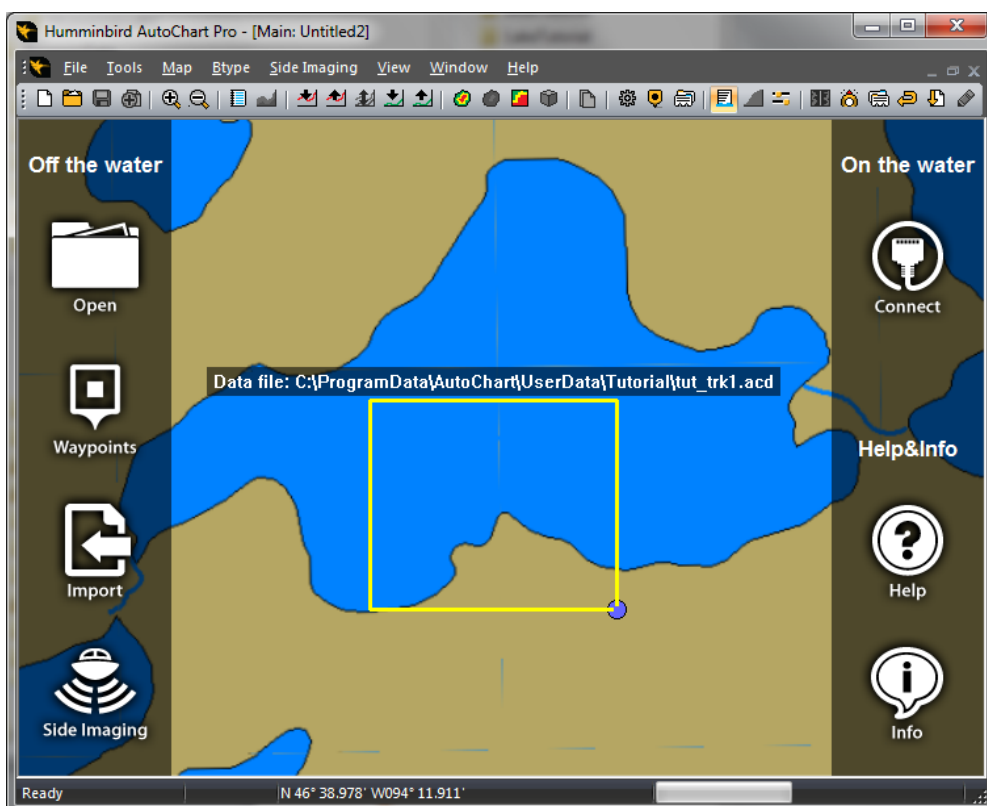 Humminbird AutoChart Pro - [Main: Untitled2]
File Tools Map Btype Side Imaging View Window Help
Off the water
Open
Waypoints
Import
Side Imaging
Data file: C:\ProgramData\AutoChart\UserData\Tutorial\tut_trk1.acd
On the water
Connect
Help&Info
Help
Info
Ready
N 46° 38.978' W094° 11.911'